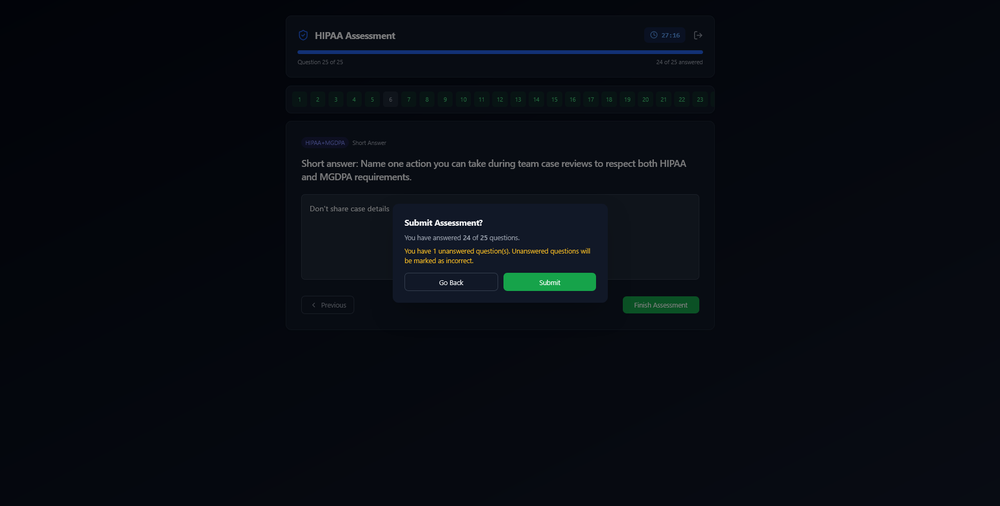 HIPAA Assessment
27:16
Question 25 of 25
24 of 25 answered
1 2 3 4 5 6 7 8 9 10 11 12 13 14 15 16 17 18 19 20 21 22 23
HIPAA+MGDPA Short Answer
Short answer: Name one action you can take during team case reviews to respect both HIPAA
and MGDPA requirements.
Don't share case details
Submit Assessment?
You have answered 24 of 25 questions.
You have 1 unanswered question(s). Unanswered questions will
be marked as incorrect.
Go Back
Submit
Previous
Finish Assessment